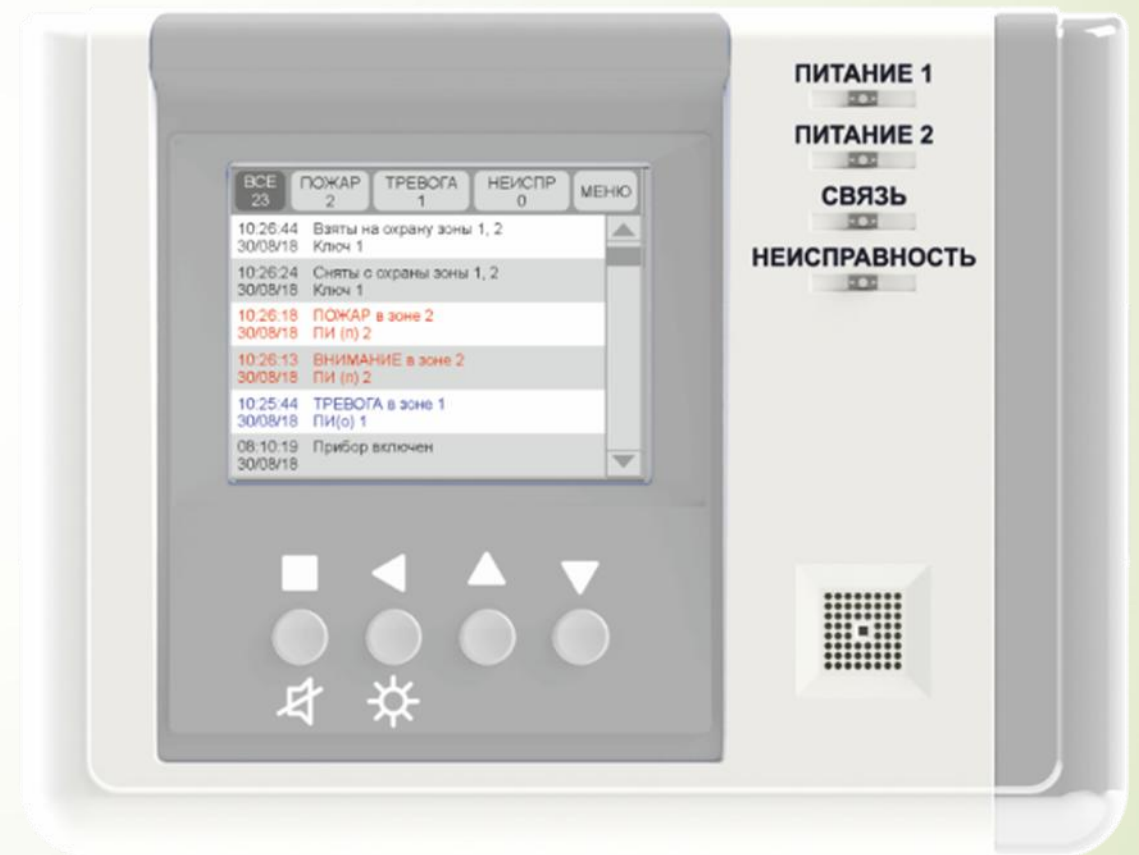 ПИТАНИЕ 1
ПИТАНИЕ 2
СВЯЗЬ
НЕИСПРАВНОСТЬ
ВСЕ ПОЖАР ТРЕВОГА НЕИСПР МЕНЮ
23 2 1 0
10:26:44 Взяты на охрану зоны 1, 2
30/08/18 Ключ 1
10:26:24 Сняты с охраны зоны 1, 2
30/08/18 Ключ 1
10:26:18 ПОЖАР в зоне 2
30/08/18 ПИ (п) 2
10:26:13 ВНИМАНИЕ в зоне 2
30/08/18 ПИ (п) 2
10:25:44 ТРЕВОГА в зоне 1
30/08/18 ПИ(о) 1
08:10:19 Прибор включен
30/08/18